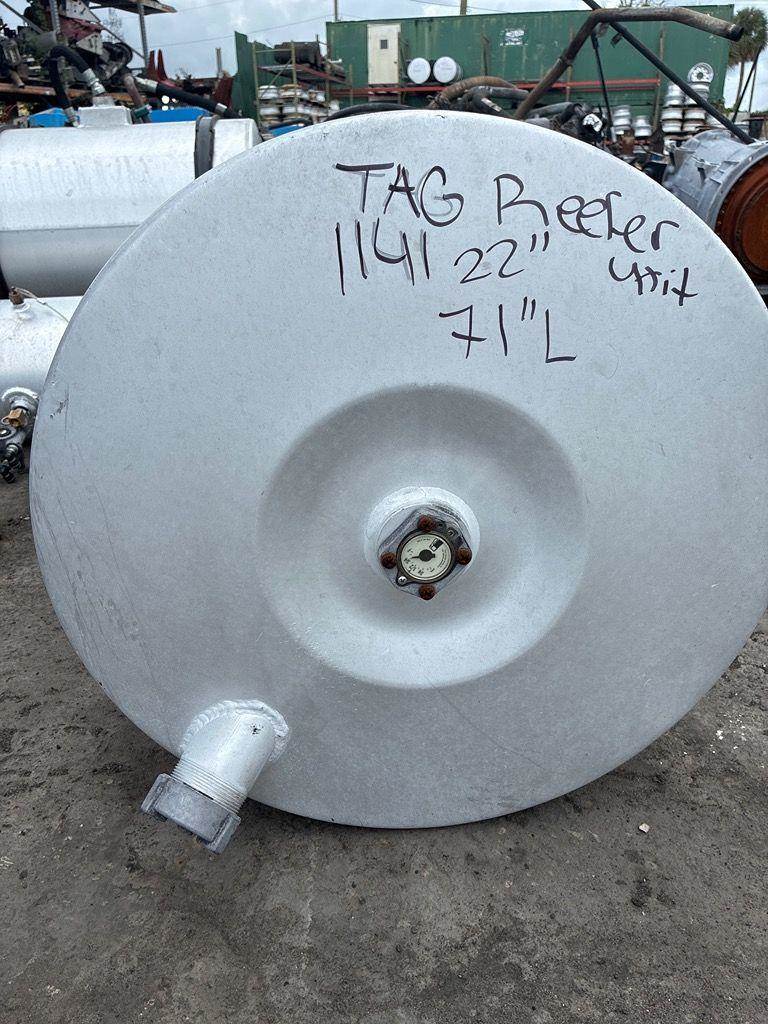 TAG Reefer
1141 22" Unit
71"L